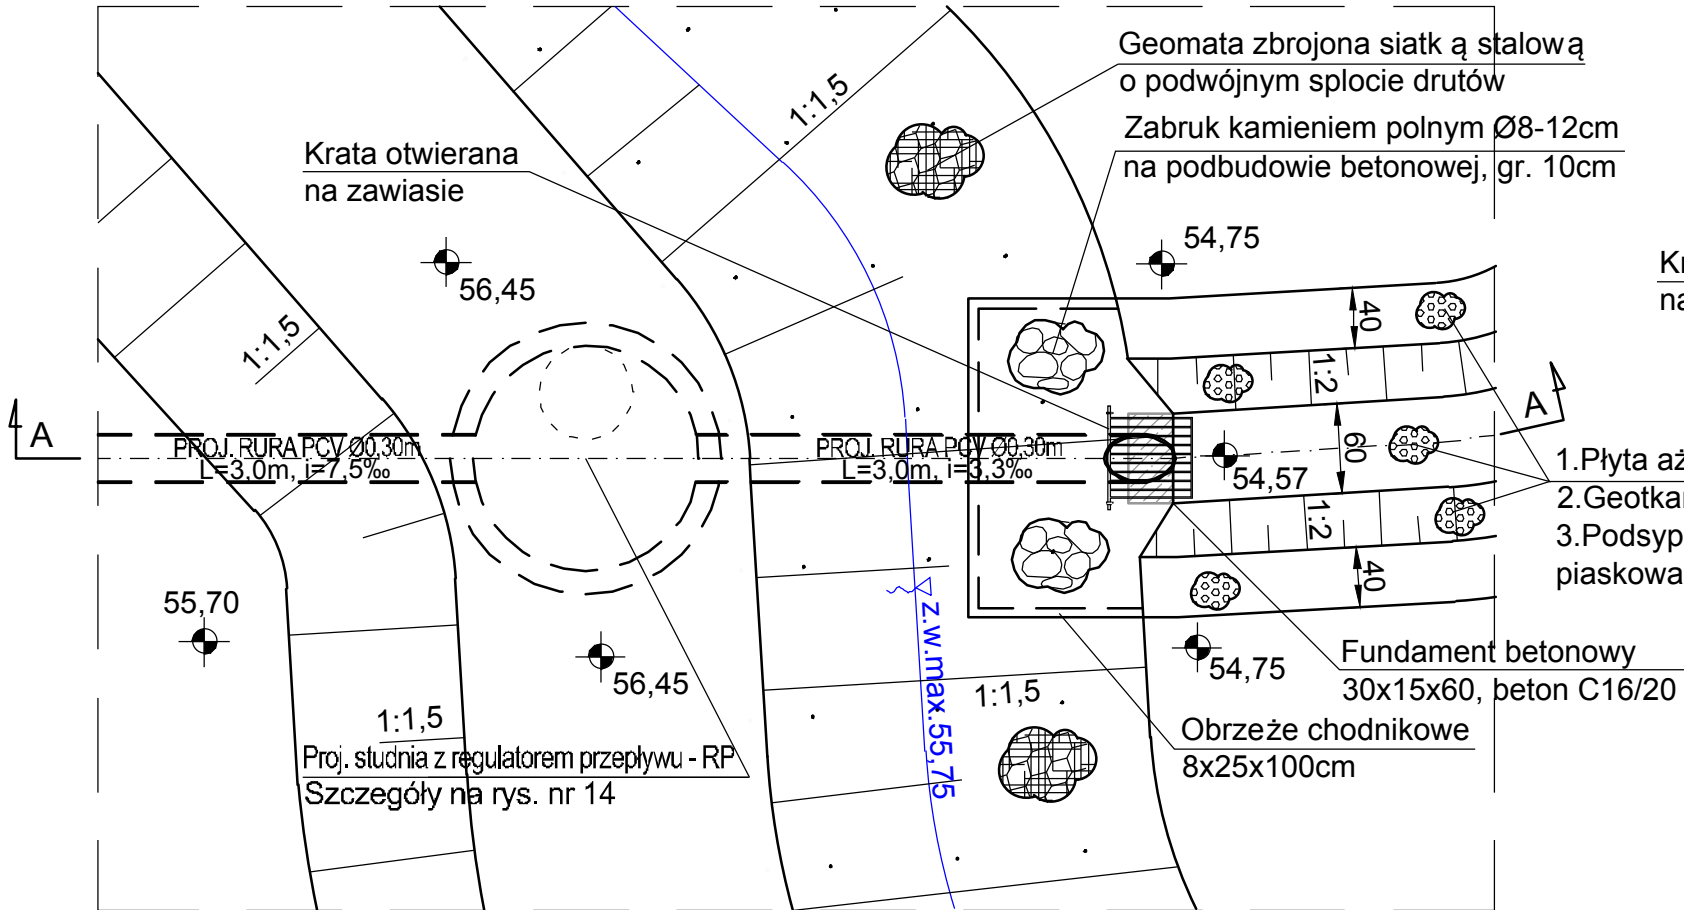 Geomata zbrojona siatk ą stalową
o podwójnym splocie drutów
1:1,5
Zabruk kamieniem polnym Ø8-12cm
na podbudowie betonowej, gr. 10cm
Krata otwierana
na zawiasie
54,75
56,45
40
1:1,5
1:2
A
A
PROJ. RURA PCV Ø0,30m
L=3,0m, i=7,5‰
PROJ. RURA PCV Ø0,30m
L=3,0m, i=3,3‰
60
54,57
1.Płyta aż
2.Geotka
3.Podsyp
piaskowa
1:2
40
55,70
z.w.max.55,75
56,45
54,75
Fundament betonowy
30x15x60, beton C16/20
1:1,5
1:1,5
Obrzeże chodnikowe
8x25x100cm
Proj. studnia z regulatorem przepływu - RP
Szczegóły na rys. nr 14